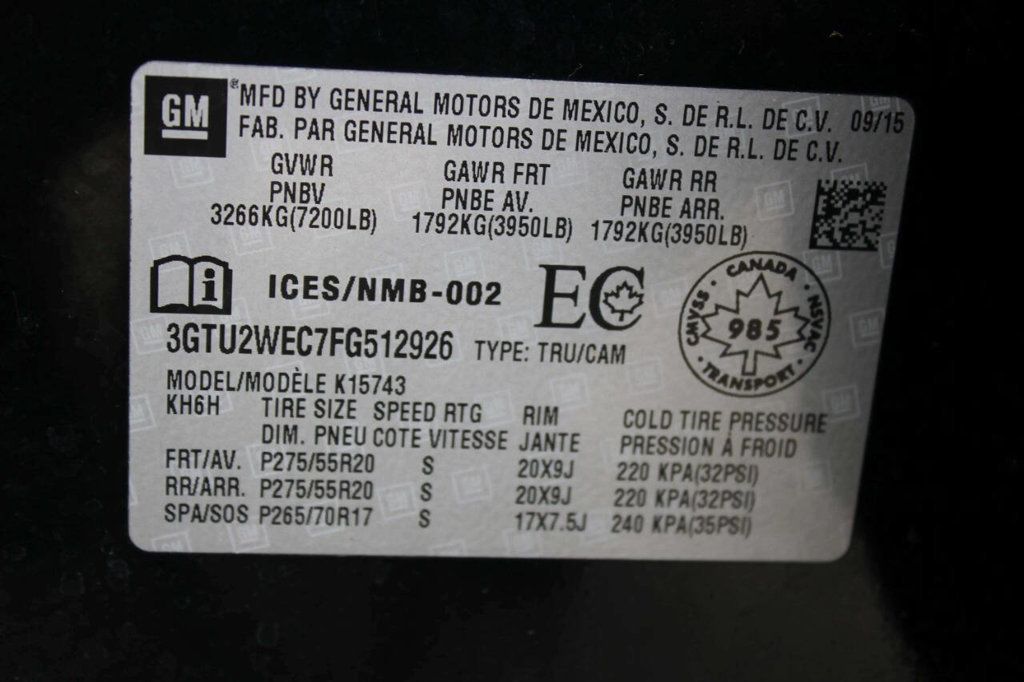 GM ® MFD BY GENERAL MOTORS DE MEXICO, S. DE R.L. DE C.V. 09/15
FAB. PAR GENERAL MOTORS DE MEXICO, S. DE R.L. DE C.V.
GVWR GAWR FRT GAWR RR
PNBV PNBE AV. PNBE ARR.
3266KG(7200LB) 1792KG(3950LB) 1792KG(3950LB)
i ICES/NMB-002 EC
CANADA
CMVSS 985 NSVAC
TRANSPORT
3GTU2WEC7FG512926 TYPE: TRU/CAM
MODEL/MODÈLE K15743
KH6H TIRE SIZE SPEED RTG RIM COLD TIRE PRESSURE
DIM. PNEU COTE VITESSE JANTE PRESSION À FROID
FRT/AV. P275/55R20 S 20X9J 220 KPA(32PSI)
RR/ARR. P275/55R20 S 20X9J 220 KPA(32PSI)
SPA/SOS P265/70R17 S 17X7.5J 240 KPA(35PSI)